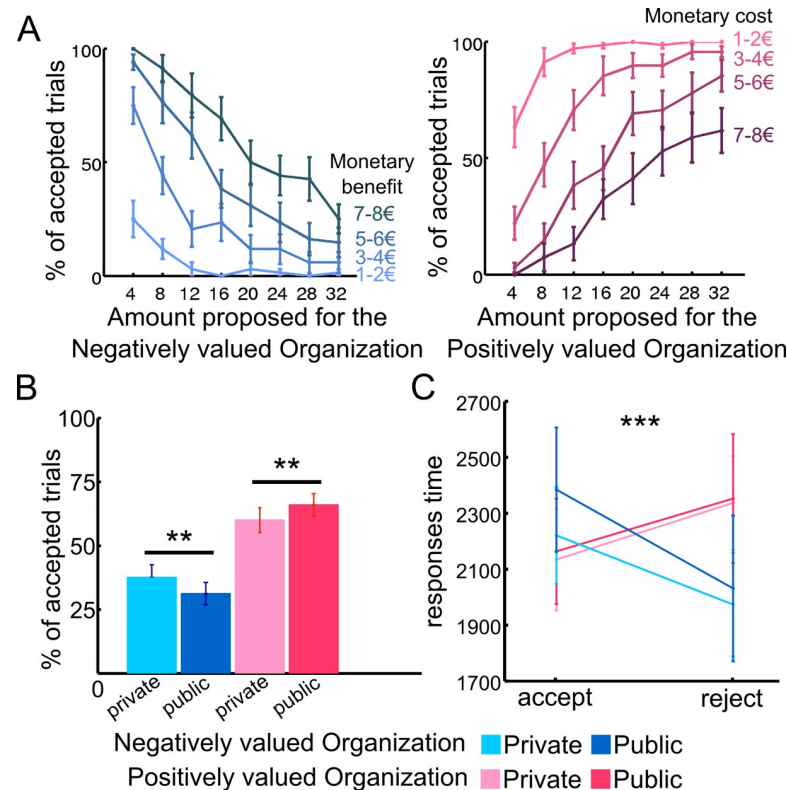 A
% of accepted trials
100
50
0
4 8 12 16 20 24 28 32
Monetary
benefit
7-8€
5-6€
3-4€
1-2€
Amount proposed for the
Negatively valued Organization
% of accepted trials
100
50
0
4 8 12 16 20 24 28 32
Monetary cost
1-2€
3-4€
5-6€
7-8€
Amount proposed for the
Positively valued Organization
B
% of accepted trials
100
75
50
25
0
**
**
private
public
private
public
C
responses time
2700
2500
2300
2100
1900
1700
***
accept
reject
Negatively valued Organization Private Public
Positively valued Organization Private Public